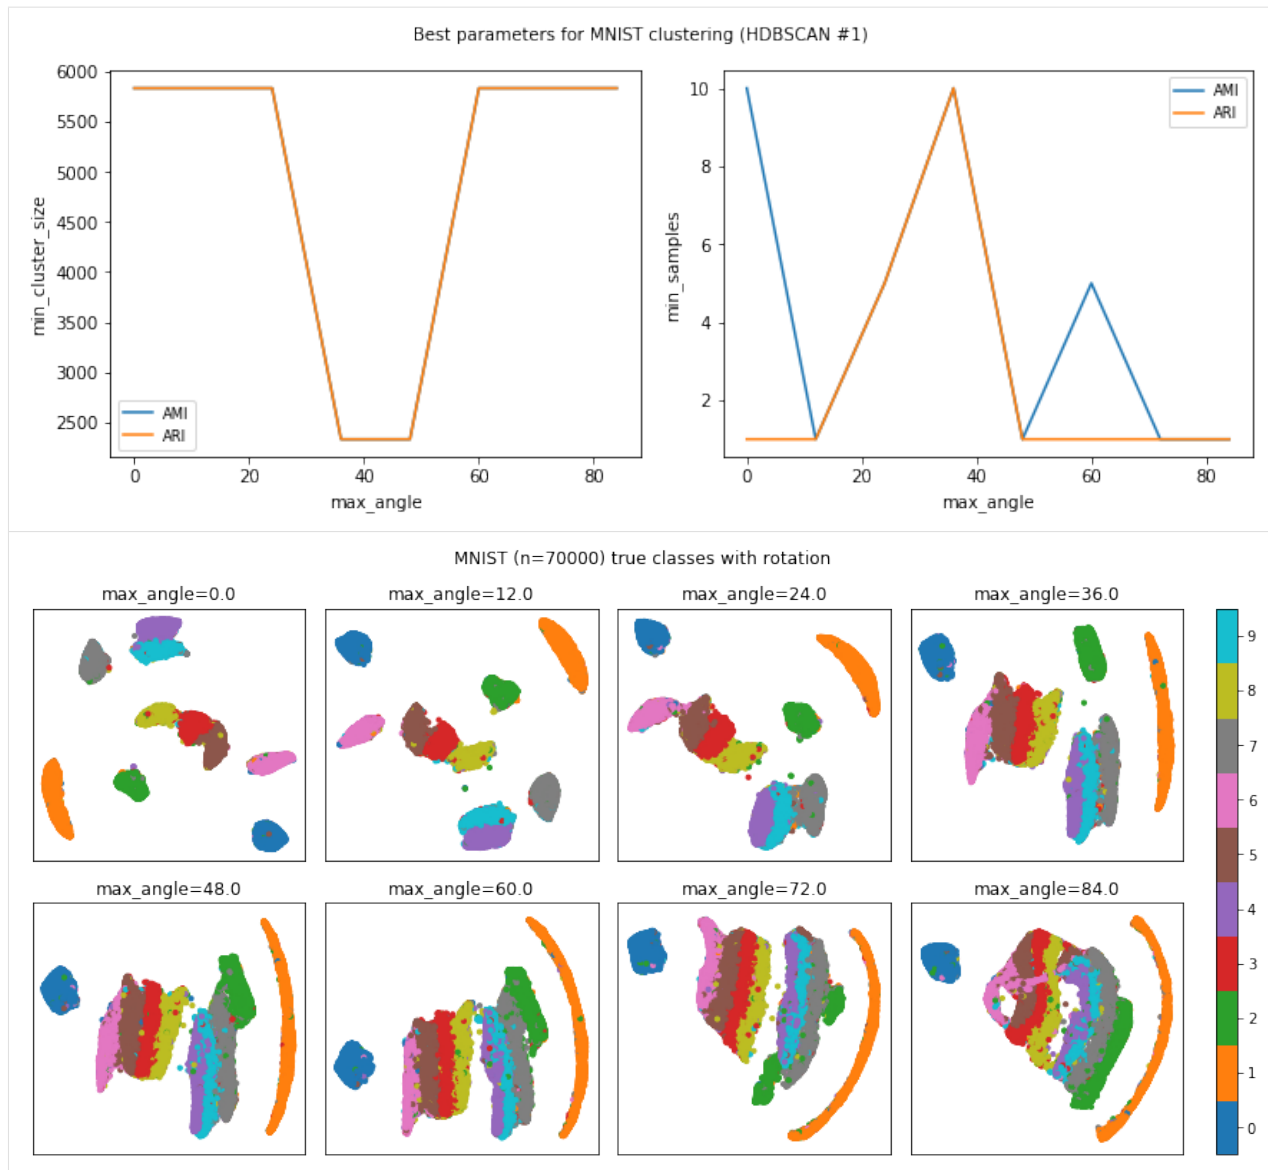 Best parameters for MNIST clustering (HDBSCAN #1)
6000
5500
5000
4500
4000
3500
3000
2500
min_cluster_size
AMI
ARI
0
20
40
60
80
max_angle
10
8
6
4
2
min_samples
AMI
ARI
0
20
40
60
80
max_angle
MNIST (n=70000) true classes with rotation
max_angle=0.0
max_angle=12.0
max_angle=24.0
max_angle=36.0
max_angle=48.0
max_angle=60.0
max_angle=72.0
max_angle=84.0
9
8
7
6
5
4
3
2
1
0